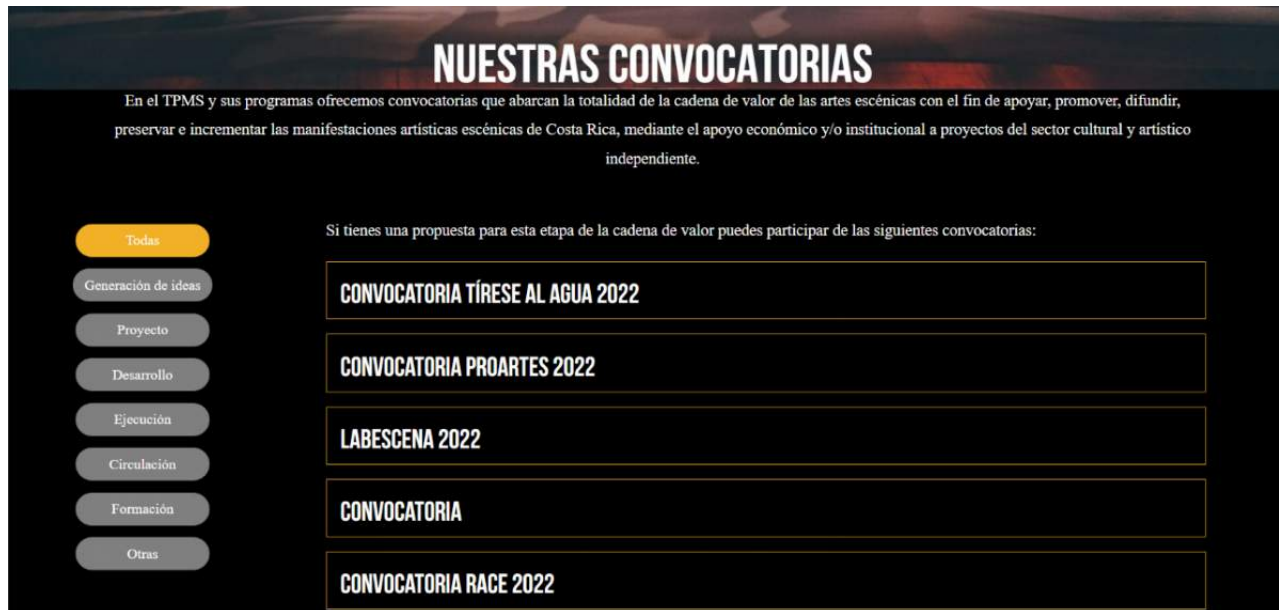 NUESTRAS CONVOCATORIAS
En el TPMS y sus programas ofrecemos convocatorias que abarcan la totalidad de la cadena de valor de las artes escénicas con el fin de apoyar, promover, difundir,
preservar e incrementar las manifestaciones artísticas escénicas de Costa Rica, mediante el apoyo económico y/o institucional a proyectos del sector cultural y artístico
independiente.
Todas
Generación de ideas
Proyecto
Desarrollo
Ejecución
Circulación
Formación
Otras
Si tienes una propuesta para esta etapa de la cadena de valor puedes participar de las siguientes convocatorias:
CONVOCATORIA TÍRESE AL AGUA 2022
CONVOCATORIA PROARTES 2022
LABESCENA 2022
CONVOCATORIA
CONVOCATORIA RACE 2022